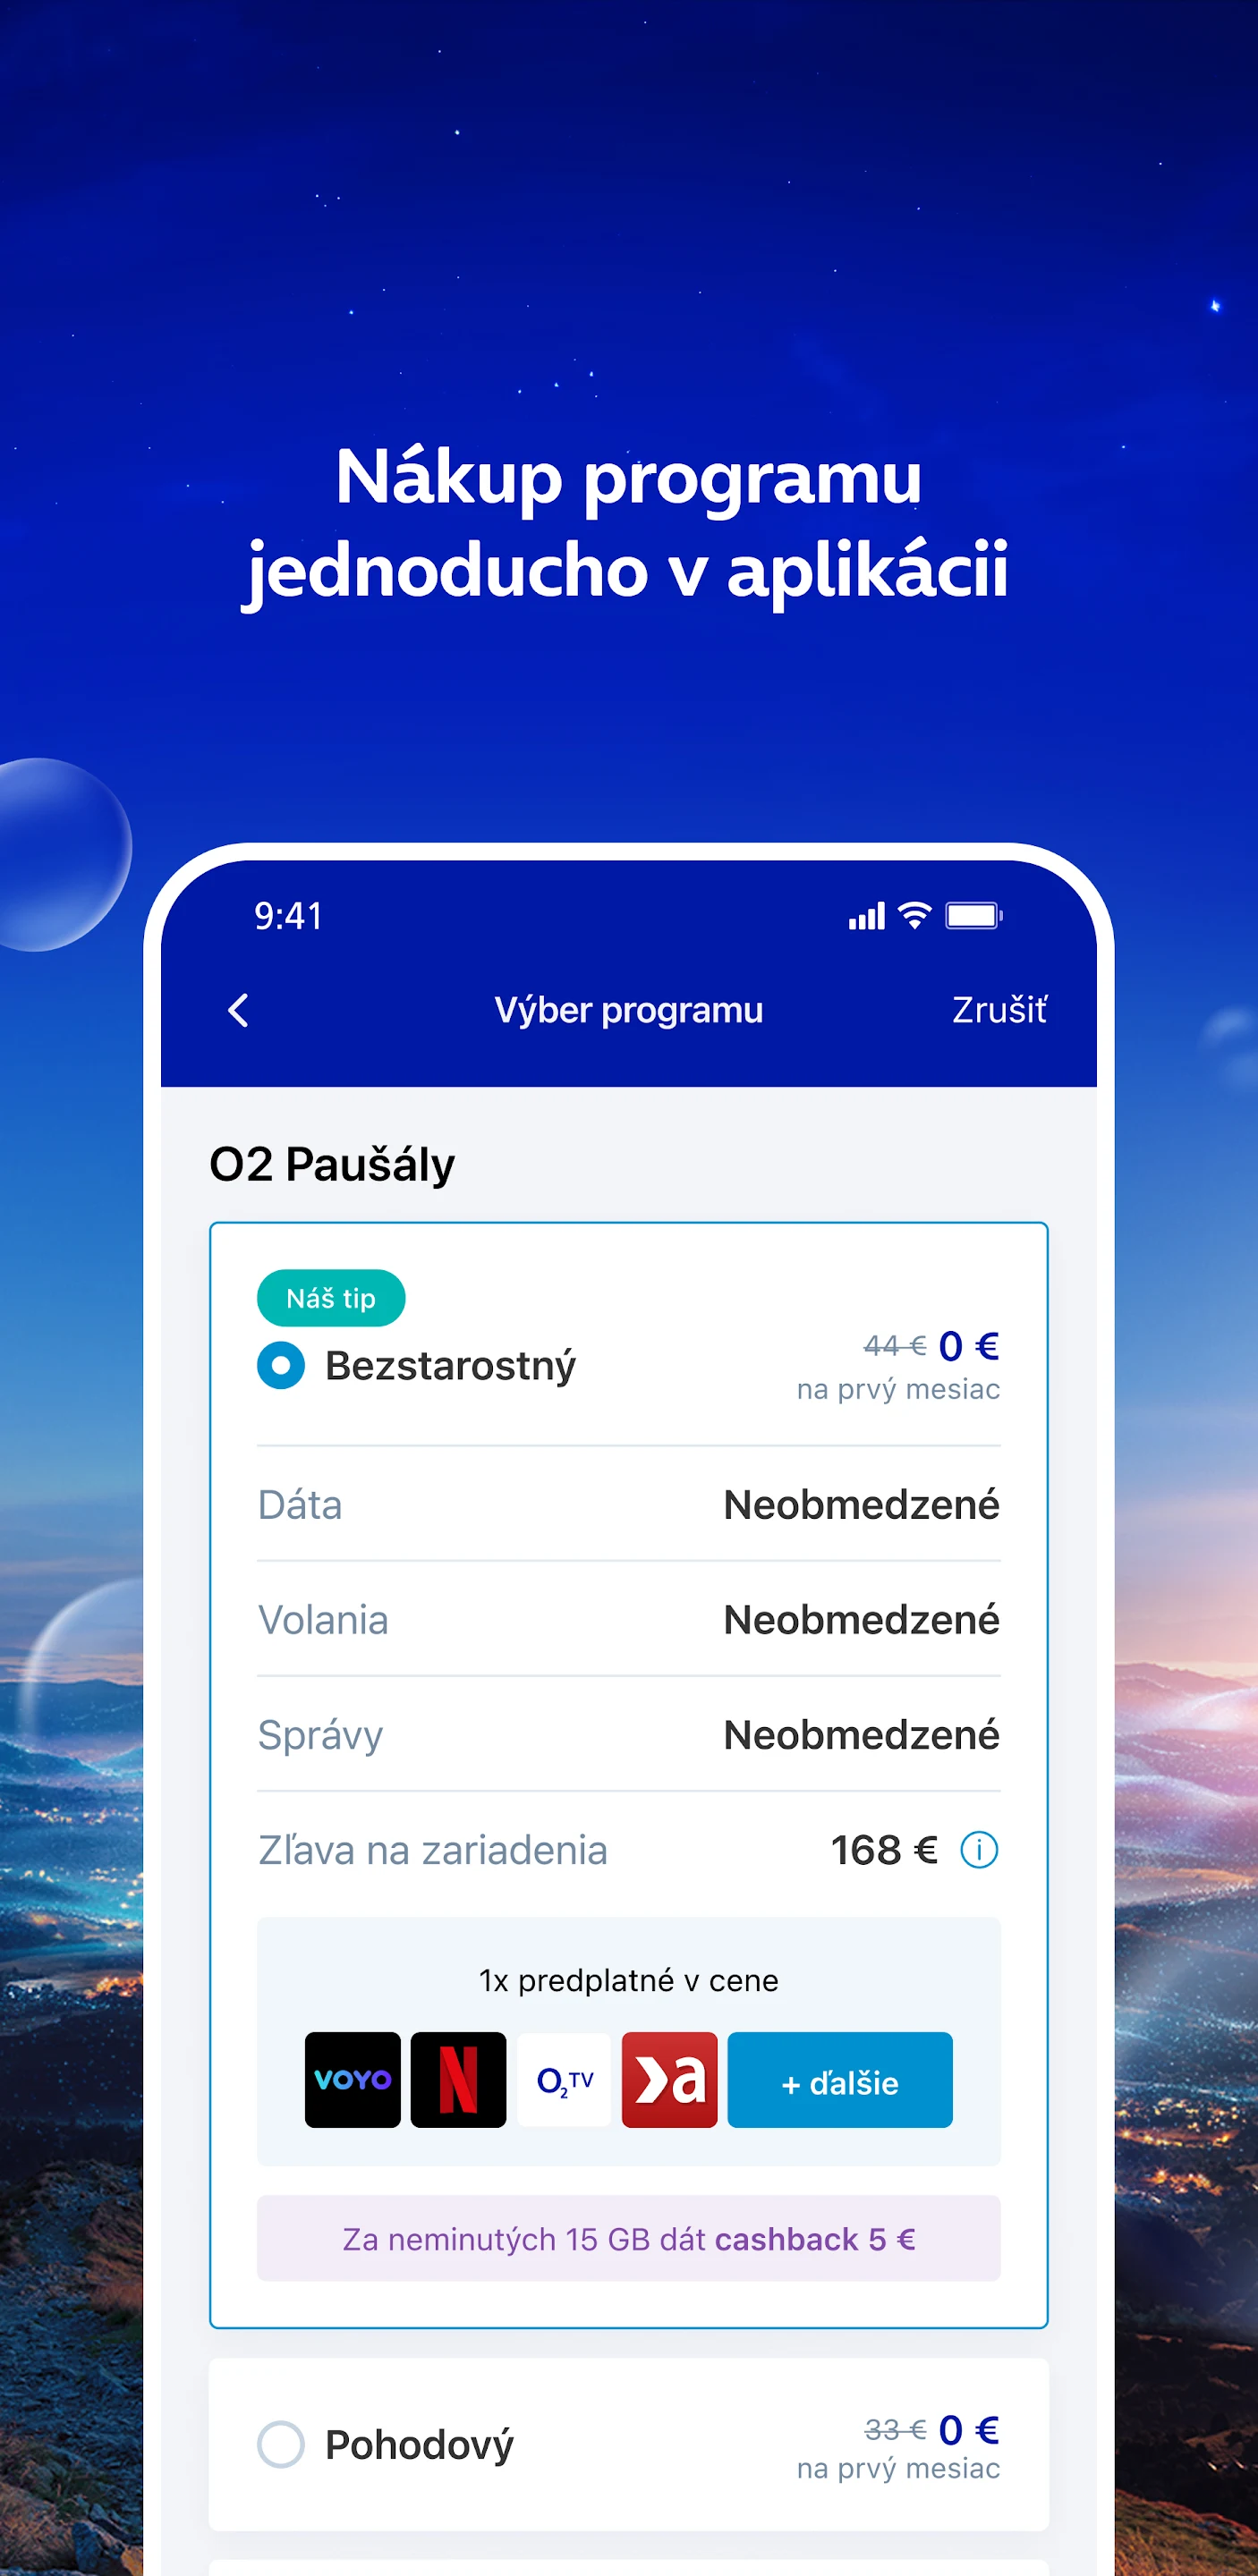 Nákup programu
jednoducho v aplikácii
9:41
Výber programu
Zrušiť
O2 Paušály
Náš tip
Bezstarostný
44 € 0 €
na prvý mesiac
Dáta
Neobmedzené
Volania
Neobmedzené
Správy
Neobmedzené
Zľava na zariadenia
168 €
1x predplatné v cene
VOYO
N
O2 TV
a
+ ďalšie
Za neminutých 15 GB dát cashback 5 €
Pohodový
33 € 0 €
na prvý mesiac